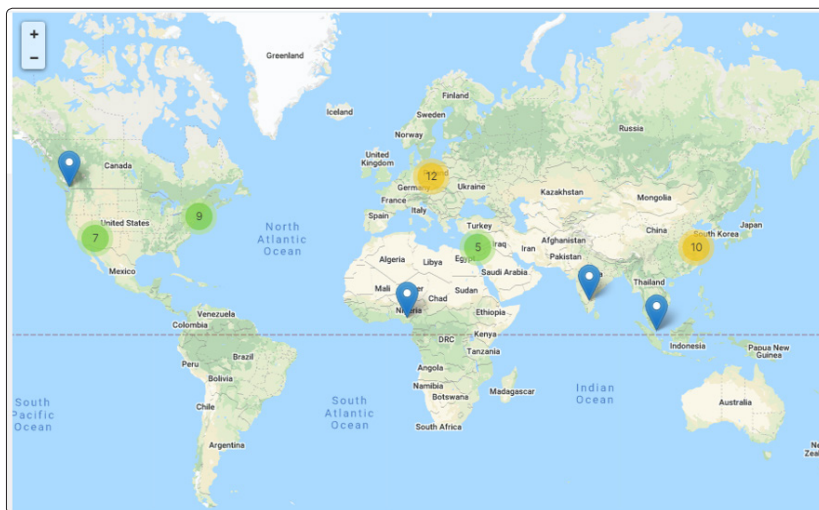 +
−
Greenland
Iceland
Finland
Sweden
Norway
Russia
Canada
United
Kingdom
12
Germany
Ukraine
Kazakhstan
Mongolia
France
9
United States
Spain
Italy
North
Atlantic
Ocean
7
Turkey
5
Iran
Afghanistan
Pakistan
China
South Korea
Japan
10
Mexico
Algeria
Libya
Saudi Arabia
Mali
Chad
Sudan
Thailand
Venezuela
Colombia
Ethiopia
DRC
Kenya
Tanzania
Indonesia
Papua New
Guinea
Peru
Brazil
Bolivia
Angola
Namibia
Botswana
Madagascar
Indian
Ocean
South
Pacific
Ocean
Chile
South
Atlantic
Ocean
South Africa
Australia
Argentina